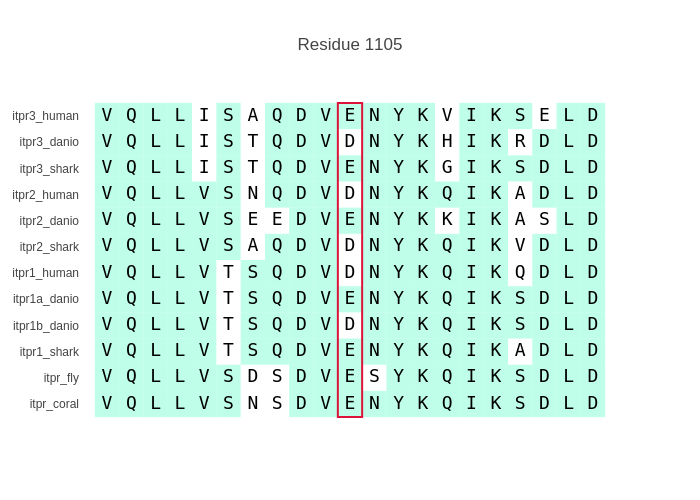 Residue 1105
itpr3_human V Q L L I S A Q D V E N Y K V I K S E L D
itpr3_danio V Q L L I S T Q D V D N Y K H I K R D L D
itpr3_shark V Q L L I S T Q D V E N Y K G I K S D L D
itpr2_human V Q L L V S N Q D V D N Y K Q I K A D L D
itpr2_danio V Q L L V S E E D V E N Y K K I K A S L D
itpr2_shark V Q L L V S A Q D V D N Y K Q I K V D L D
itpr1_human V Q L L V T S Q D V D N Y K Q I K Q D L D
itpr1a_danio V Q L L V T S Q D V E N Y K Q I K S D L D
itpr1b_danio V Q L L V T S Q D V D N Y K Q I K S D L D
itpr1_shark V Q L L V T S Q D V E N Y K Q I K A D L D
itpr_fly V Q L L V S D S D V E S Y K Q I K S D L D
itpr_coral V Q L L V S N S D V E N Y K Q I K S D L D